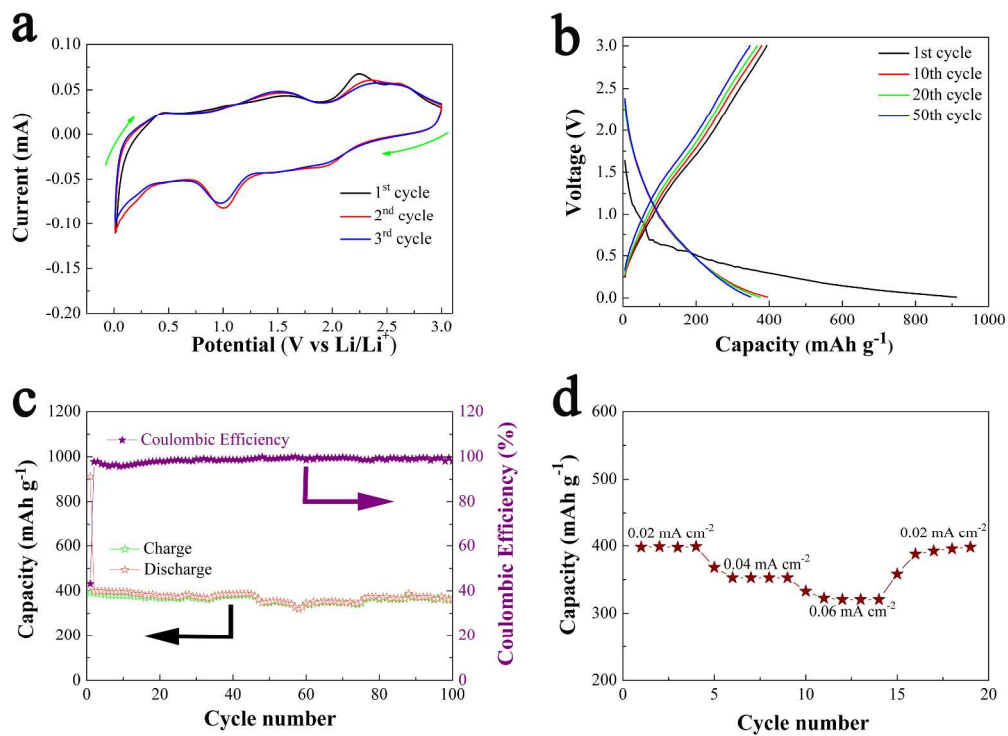 a
0.10
0.05
0.00
-0.05
-0.10
-0.15
-0.20
Current (mA)
1st cycle
2nd cycle
3rd cycle
0.0 0.5 1.0 1.5 2.0 2.5 3.0
Potential (V vs Li/Li+)
b
3.0
2.5
2.0
1.5
1.0
0.5
0.0
Voltage (V)
1st cycle
10th cycle
20th cycle
50th cyclc
0 200 400 600 800 1000
Capacity (mAh g-1)
c
1200
1000
800
600
400
200
0
Capacity (mAh g-1)
Coulombic Efficiency
Charge
Discharge
120
100
80
60
40
20
0
Coulombic Efficiency (%)
0 20 40 60 80 100
Cycle number
d
600
500
400
300
200
Capacity (mAh g-1)
0.02 mA cm-2
0.04 mA cm-2
0.06 mA cm-2
0.02 mA cm-2
0 5 10 15 20
Cycle number